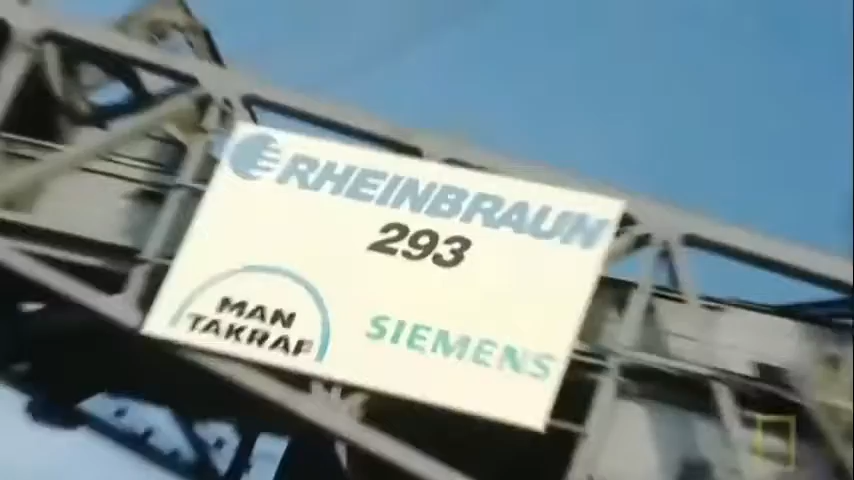 RHEINBRAUN
293
MAN
TAKRAF
SIEMENS